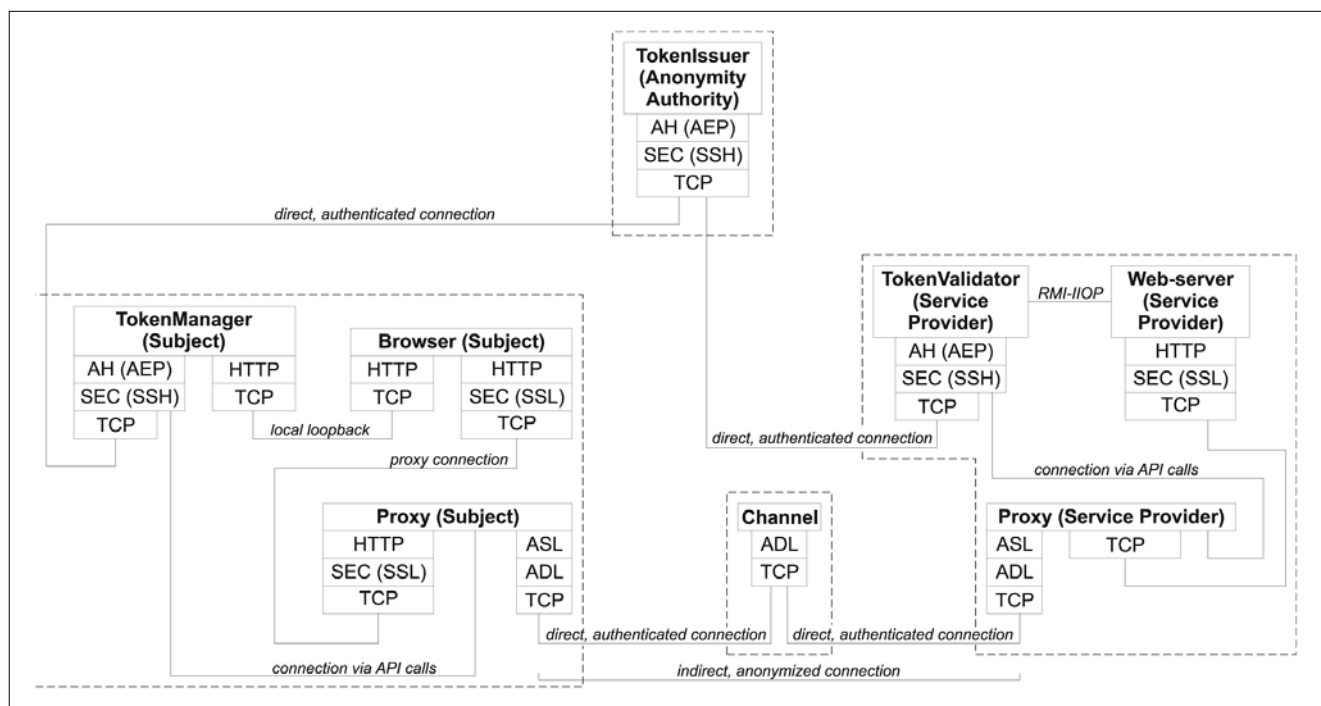 TokenIssuer
(Anonymity
Authority)
AH (AEP)
SEC (SSH)
TCP
direct, authenticated connection
TokenManager
(Subject)
AH (AEP)
SEC (SSH)
TCP
HTTP
TCP
local loopback
Browser (Subject)
HTTP
TCP
HTTP
SEC (SSL)
TCP
proxy connection
TokenValidator
(Service
Provider)
AH (AEP)
SEC (SSH)
TCP
RMI-IIOP
Web-server
(Service
Provider)
HTTP
SEC (SSL)
TCP
direct, authenticated connection
connection via API calls
Proxy (Subject)
HTTP
SEC (SSL)
TCP
ASL
ADL
TCP
Channel
ADL
TCP
Proxy (Service Provider)
ASL
ADL
TCP
TCP
direct, authenticated connection
direct, authenticated connection
connection via API calls
indirect, anonymized connection